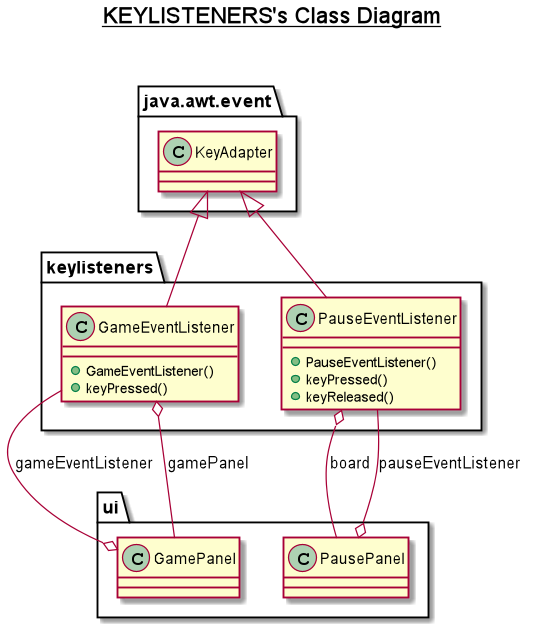 KEYLISTENERS's Class Diagram
java.awt.event
C KeyAdapter
keylisteners
C GameEventListener
GameEventListener()
keyPressed()
C PauseEventListener
PauseEventListener()
keyPressed()
keyReleased()
gameEventListener
gamePanel
board
pauseEventListener
ui
C GamePanel
C PausePanel